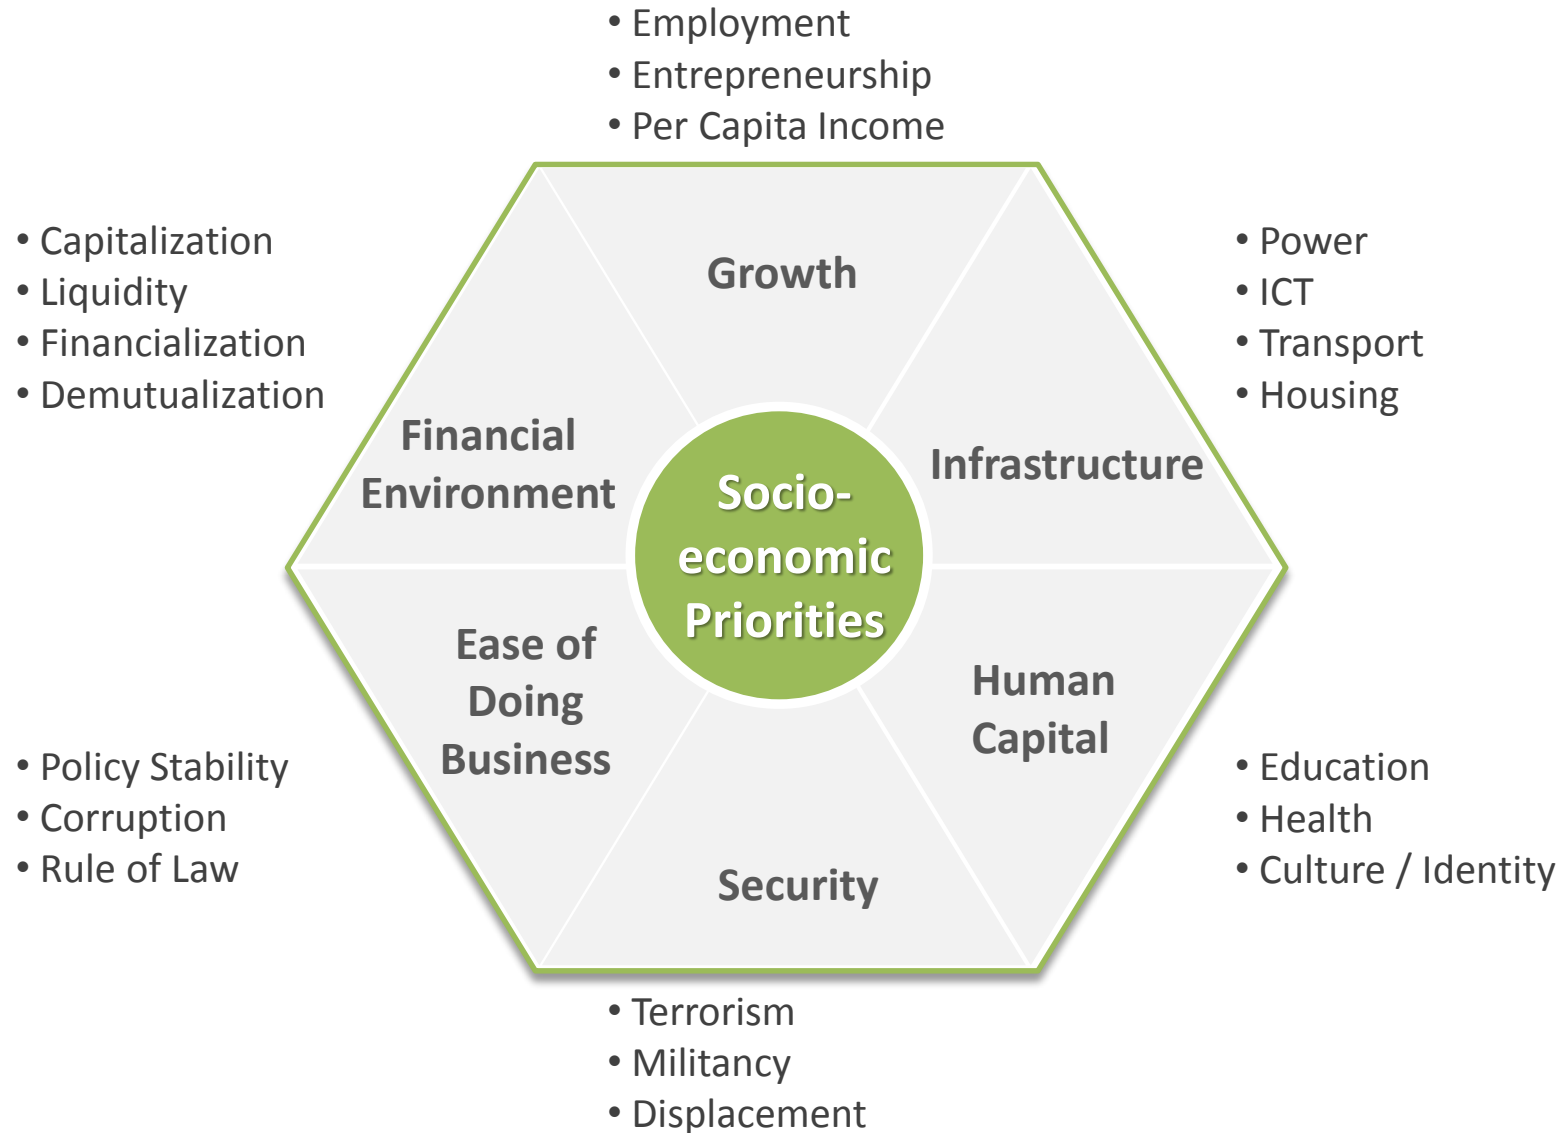 • Employment
• Entrepreneurship
• Per Capita Income
• Capitalization
• Liquidity
• Financialization
• Demutualization
Growth
• Power
• ICT
• Transport
• Housing
Financial
Environment
Infrastructure
Socio-
economic
Priorities
Ease of
Doing
Business
Human
Capital
• Policy Stability
• Corruption
• Rule of Law
Security
• Education
• Health
• Culture / Identity
• Terrorism
• Militancy
• Displacement